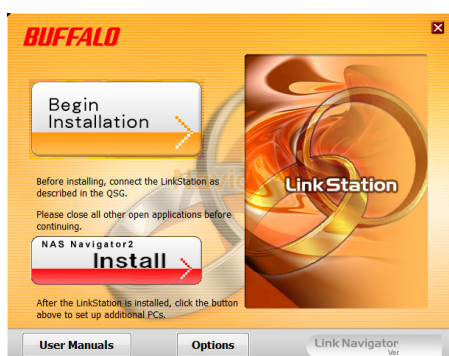 BUFFALO
Begin
Installation
Before installing, connect the LinkStation as
described in the QSG.
Please close all other open applications before
continuing.
NAS Navigator2
Install
After the LinkStation is installed, click the button
above to set up additional PCs.
LinkStation
User Manuals
Options
Link Navigator
Ver